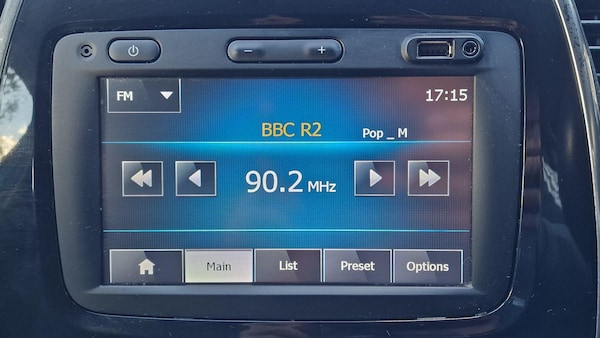 FM 17:15
BBC R2 Pop _ M
90.2 MHz
Main List Preset Options